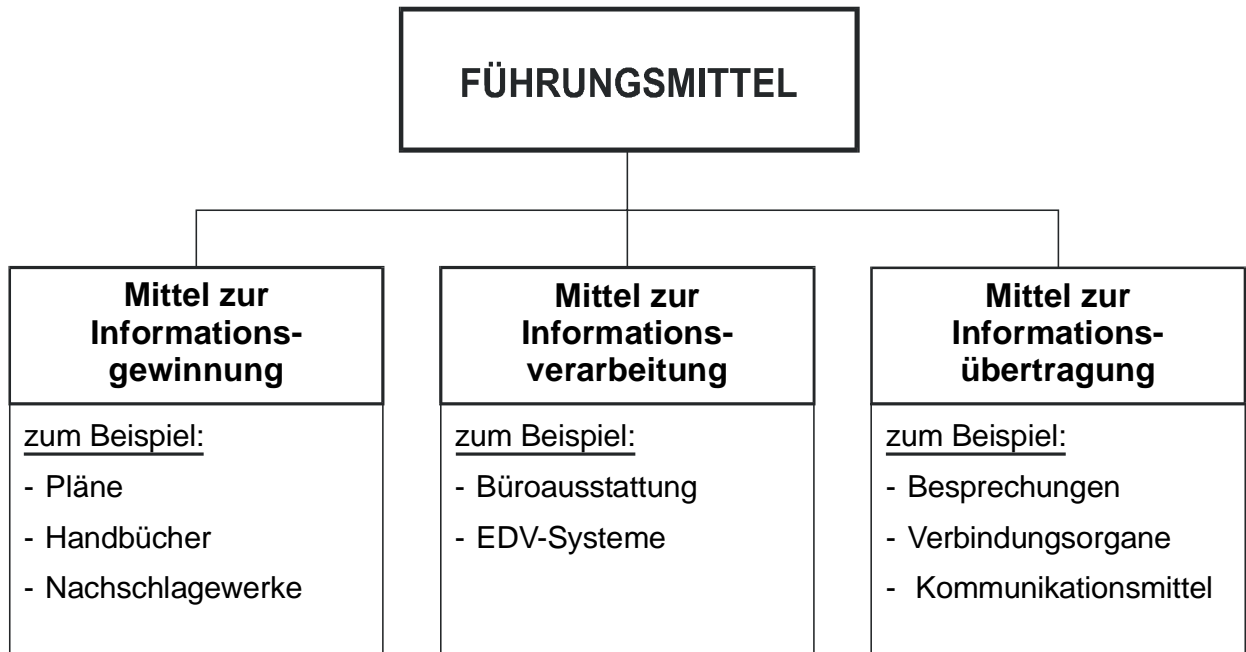 FÜHRUNGSMITTEL
Mittel zur
Informations-
gewinnung
zum Beispiel:
- Pläne
- Handbücher
- Nachschlagewerke
Mittel zur
Informations-
verarbeitung
zum Beispiel:
- Büroausstattung
- EDV-Systeme
Mittel zur
Informations-
übertragung
zum Beispiel:
- Besprechungen
- Verbindungsorgane
- Kommunikationsmittel